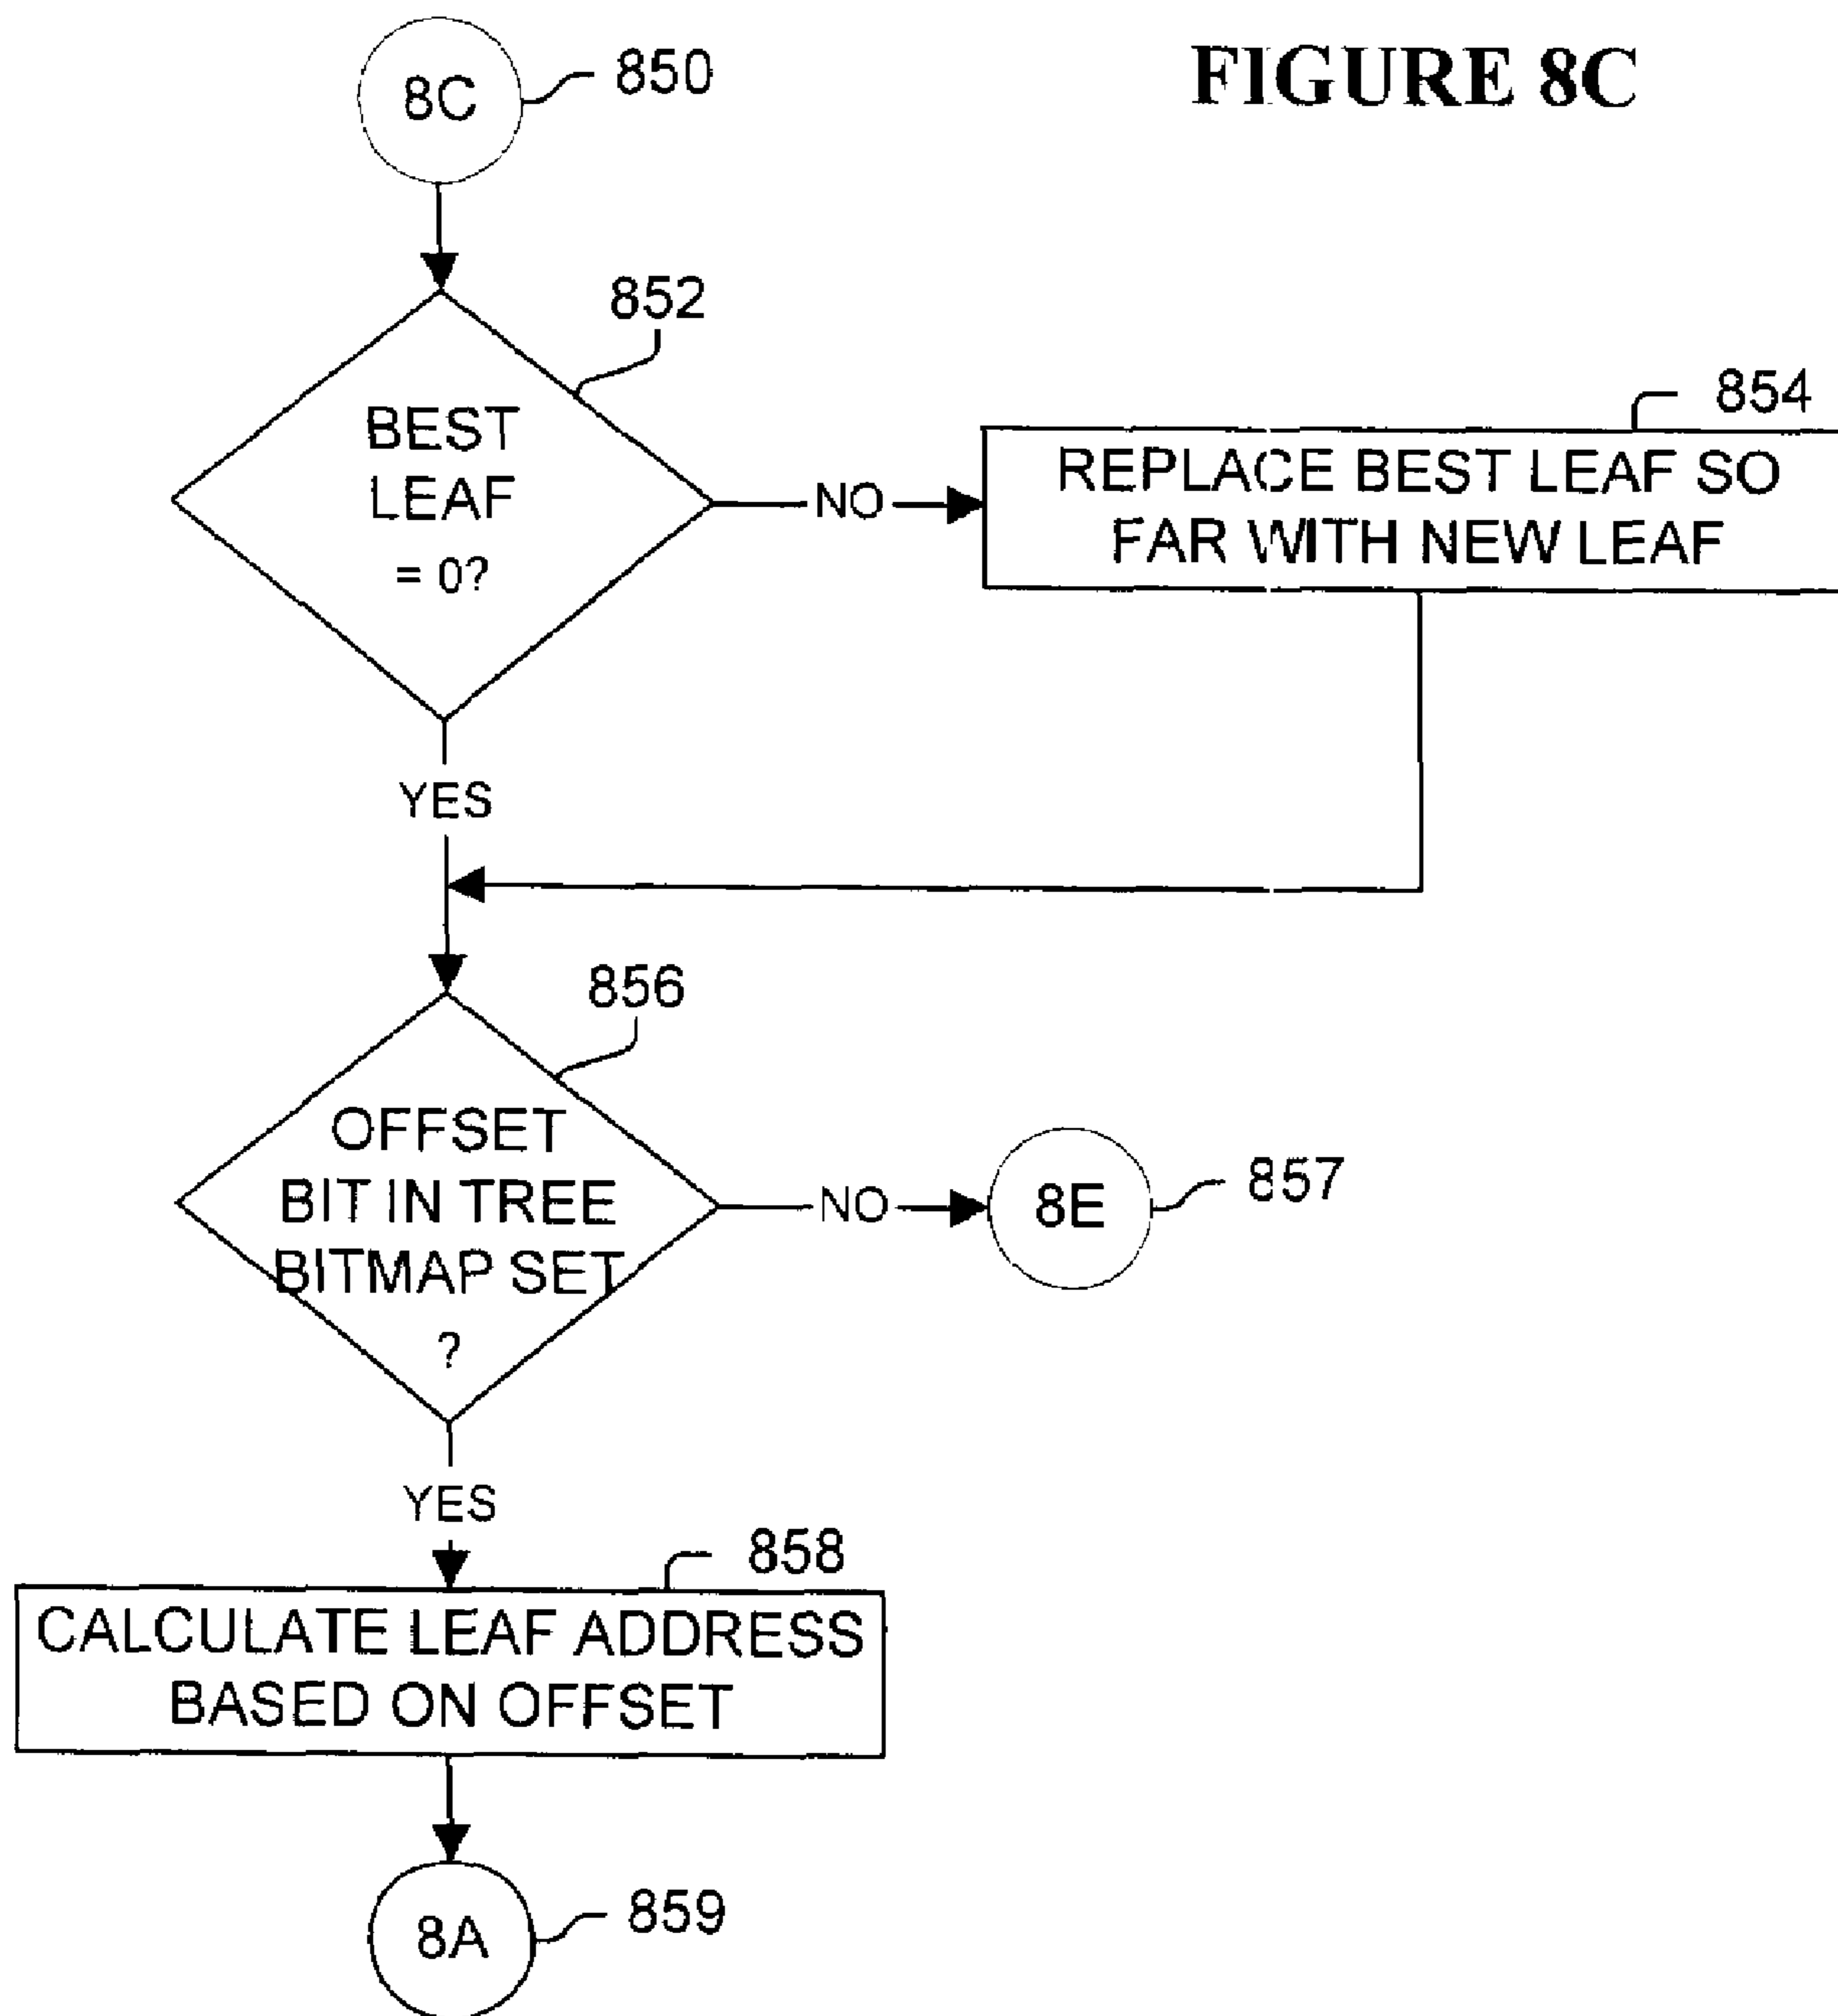 FIGURE 8C
8C
850
852
BEST
LEAF
= 0?
NO
854
REPLACE BEST LEAF SO
FAR WITH NEW LEAF
YES
856
OFFSET
BIT IN TREE
BITMAP SET
?
NO
8E
857
YES
858
CALCULATE LEAF ADDRESS
BASED ON OFFSET
8A
859